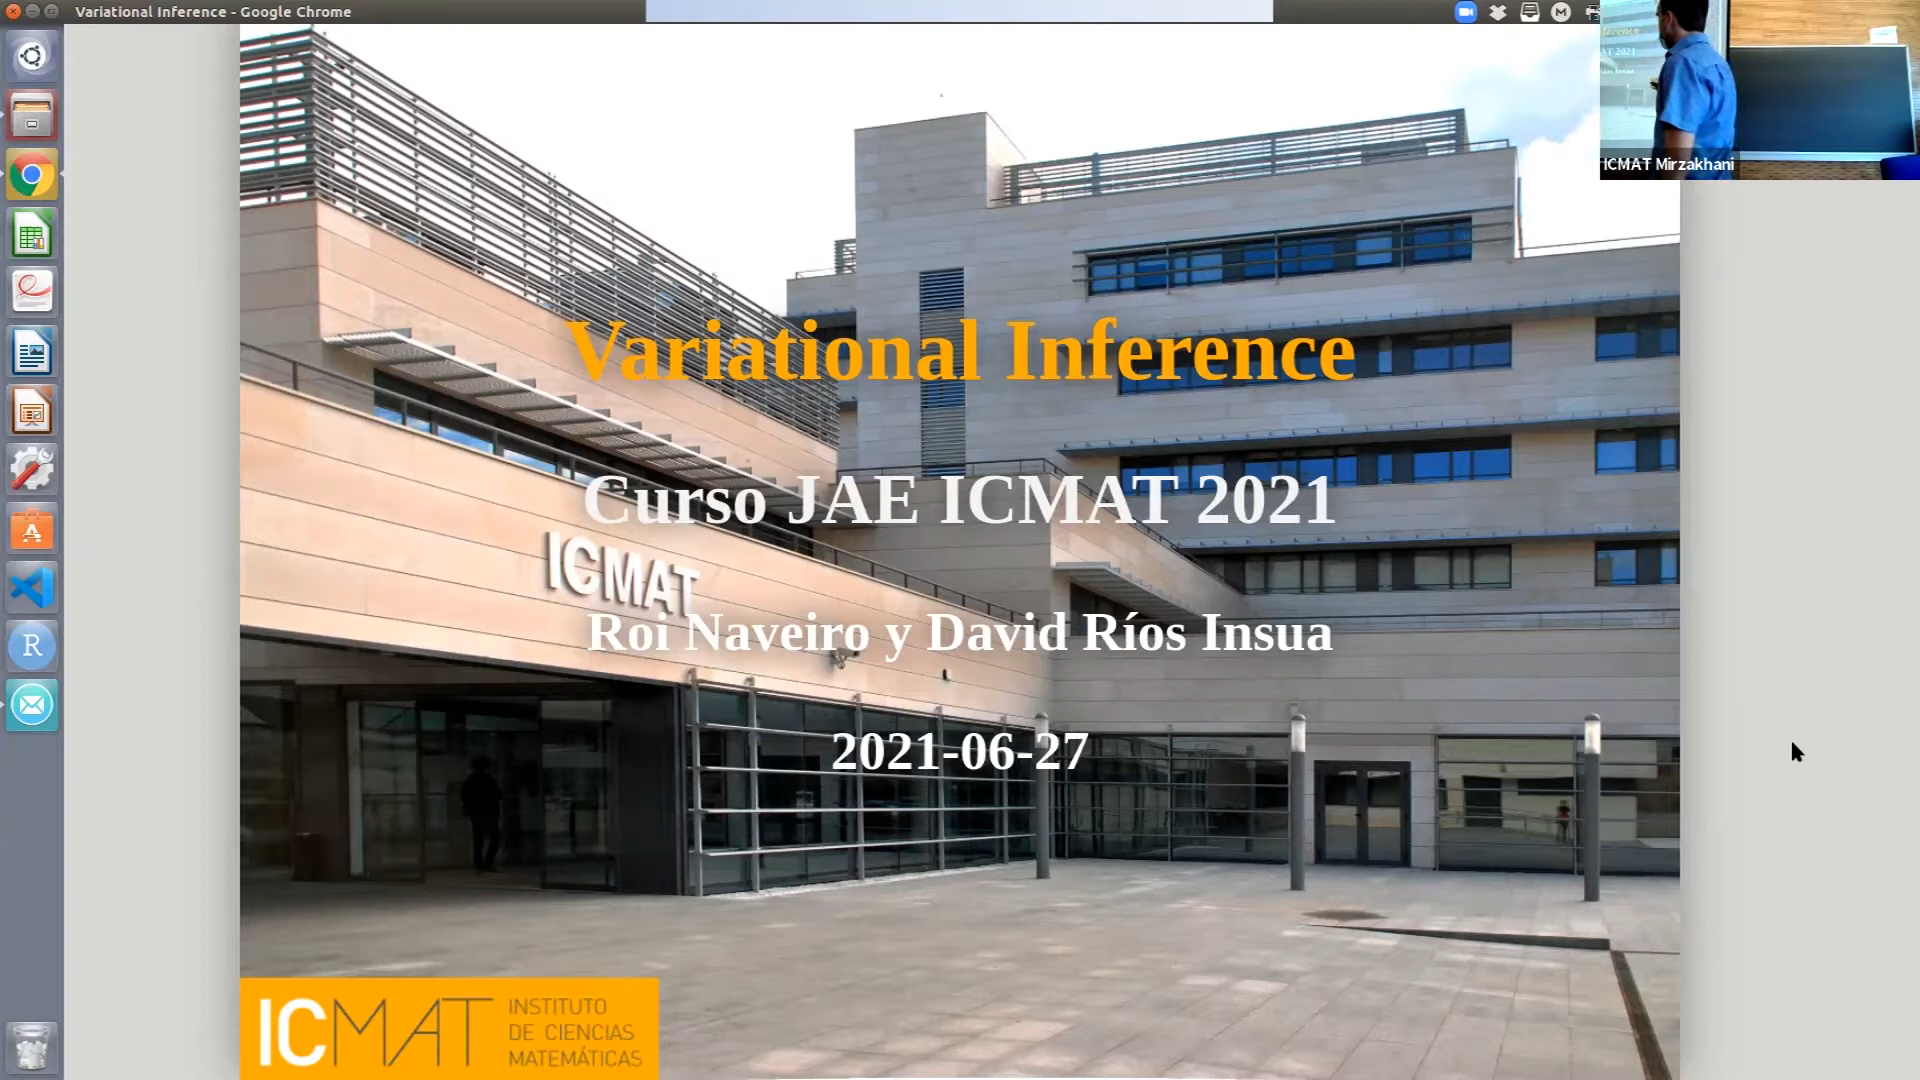 Variational Inference - Google Chrome
ICMAT Mirzakhani
Variational Inference
Curso JAE ICMAT 2021
ICMAT
Roi Naveiro y David Ríos Insua
2021-06-27
ICMAT
INSTITUTO
DE CIENCIAS
MATEMÁTICAS